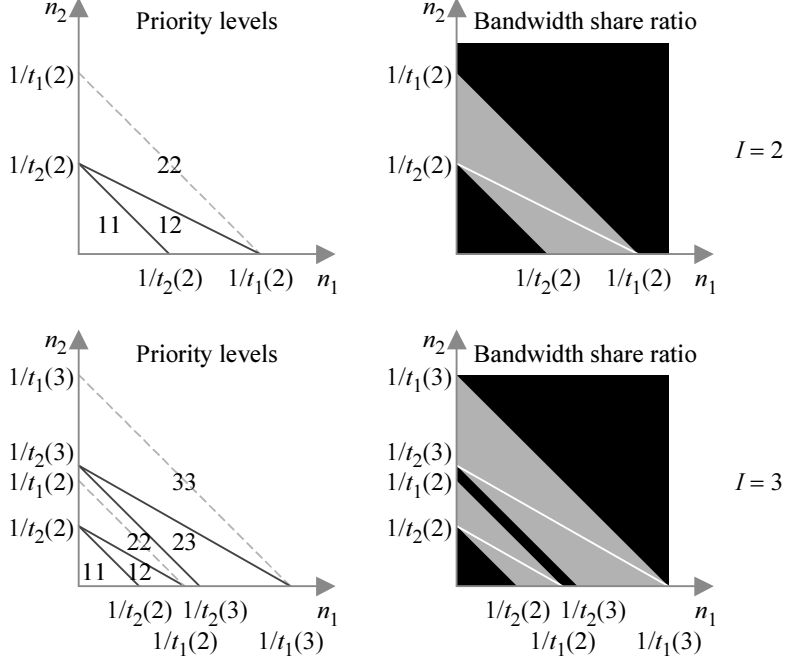 n2
Priority levels
1/t1(2)
1/t2(2)
22
11
12
1/t2(2)
1/t1(2)
n1
n2
Bandwidth share ratio
1/t1(2)
1/t2(2)
1/t2(2)
1/t1(2)
n1
I = 2
n2
Priority levels
1/t1(3)
1/t2(3)
1/t1(2)
1/t2(2)
33
22
23
11
12
1/t2(2)
1/t2(3)
n1
1/t1(2)
1/t1(3)
n2
Bandwidth share ratio
1/t1(3)
1/t2(3)
1/t1(2)
1/t2(2)
1/t2(2)
1/t2(3)
n1
1/t1(2)
1/t1(3)
I = 3